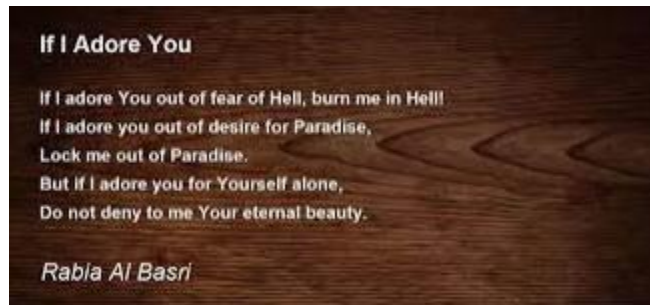 If I Adore You
If I adore You out of fear of Hell, burn me in Hell!
If I adore you out of desire for Paradise,
Lock me out of Paradise.
But if I adore you for Yourself alone,
Do not deny to me Your eternal beauty.
Rabia Al Basri